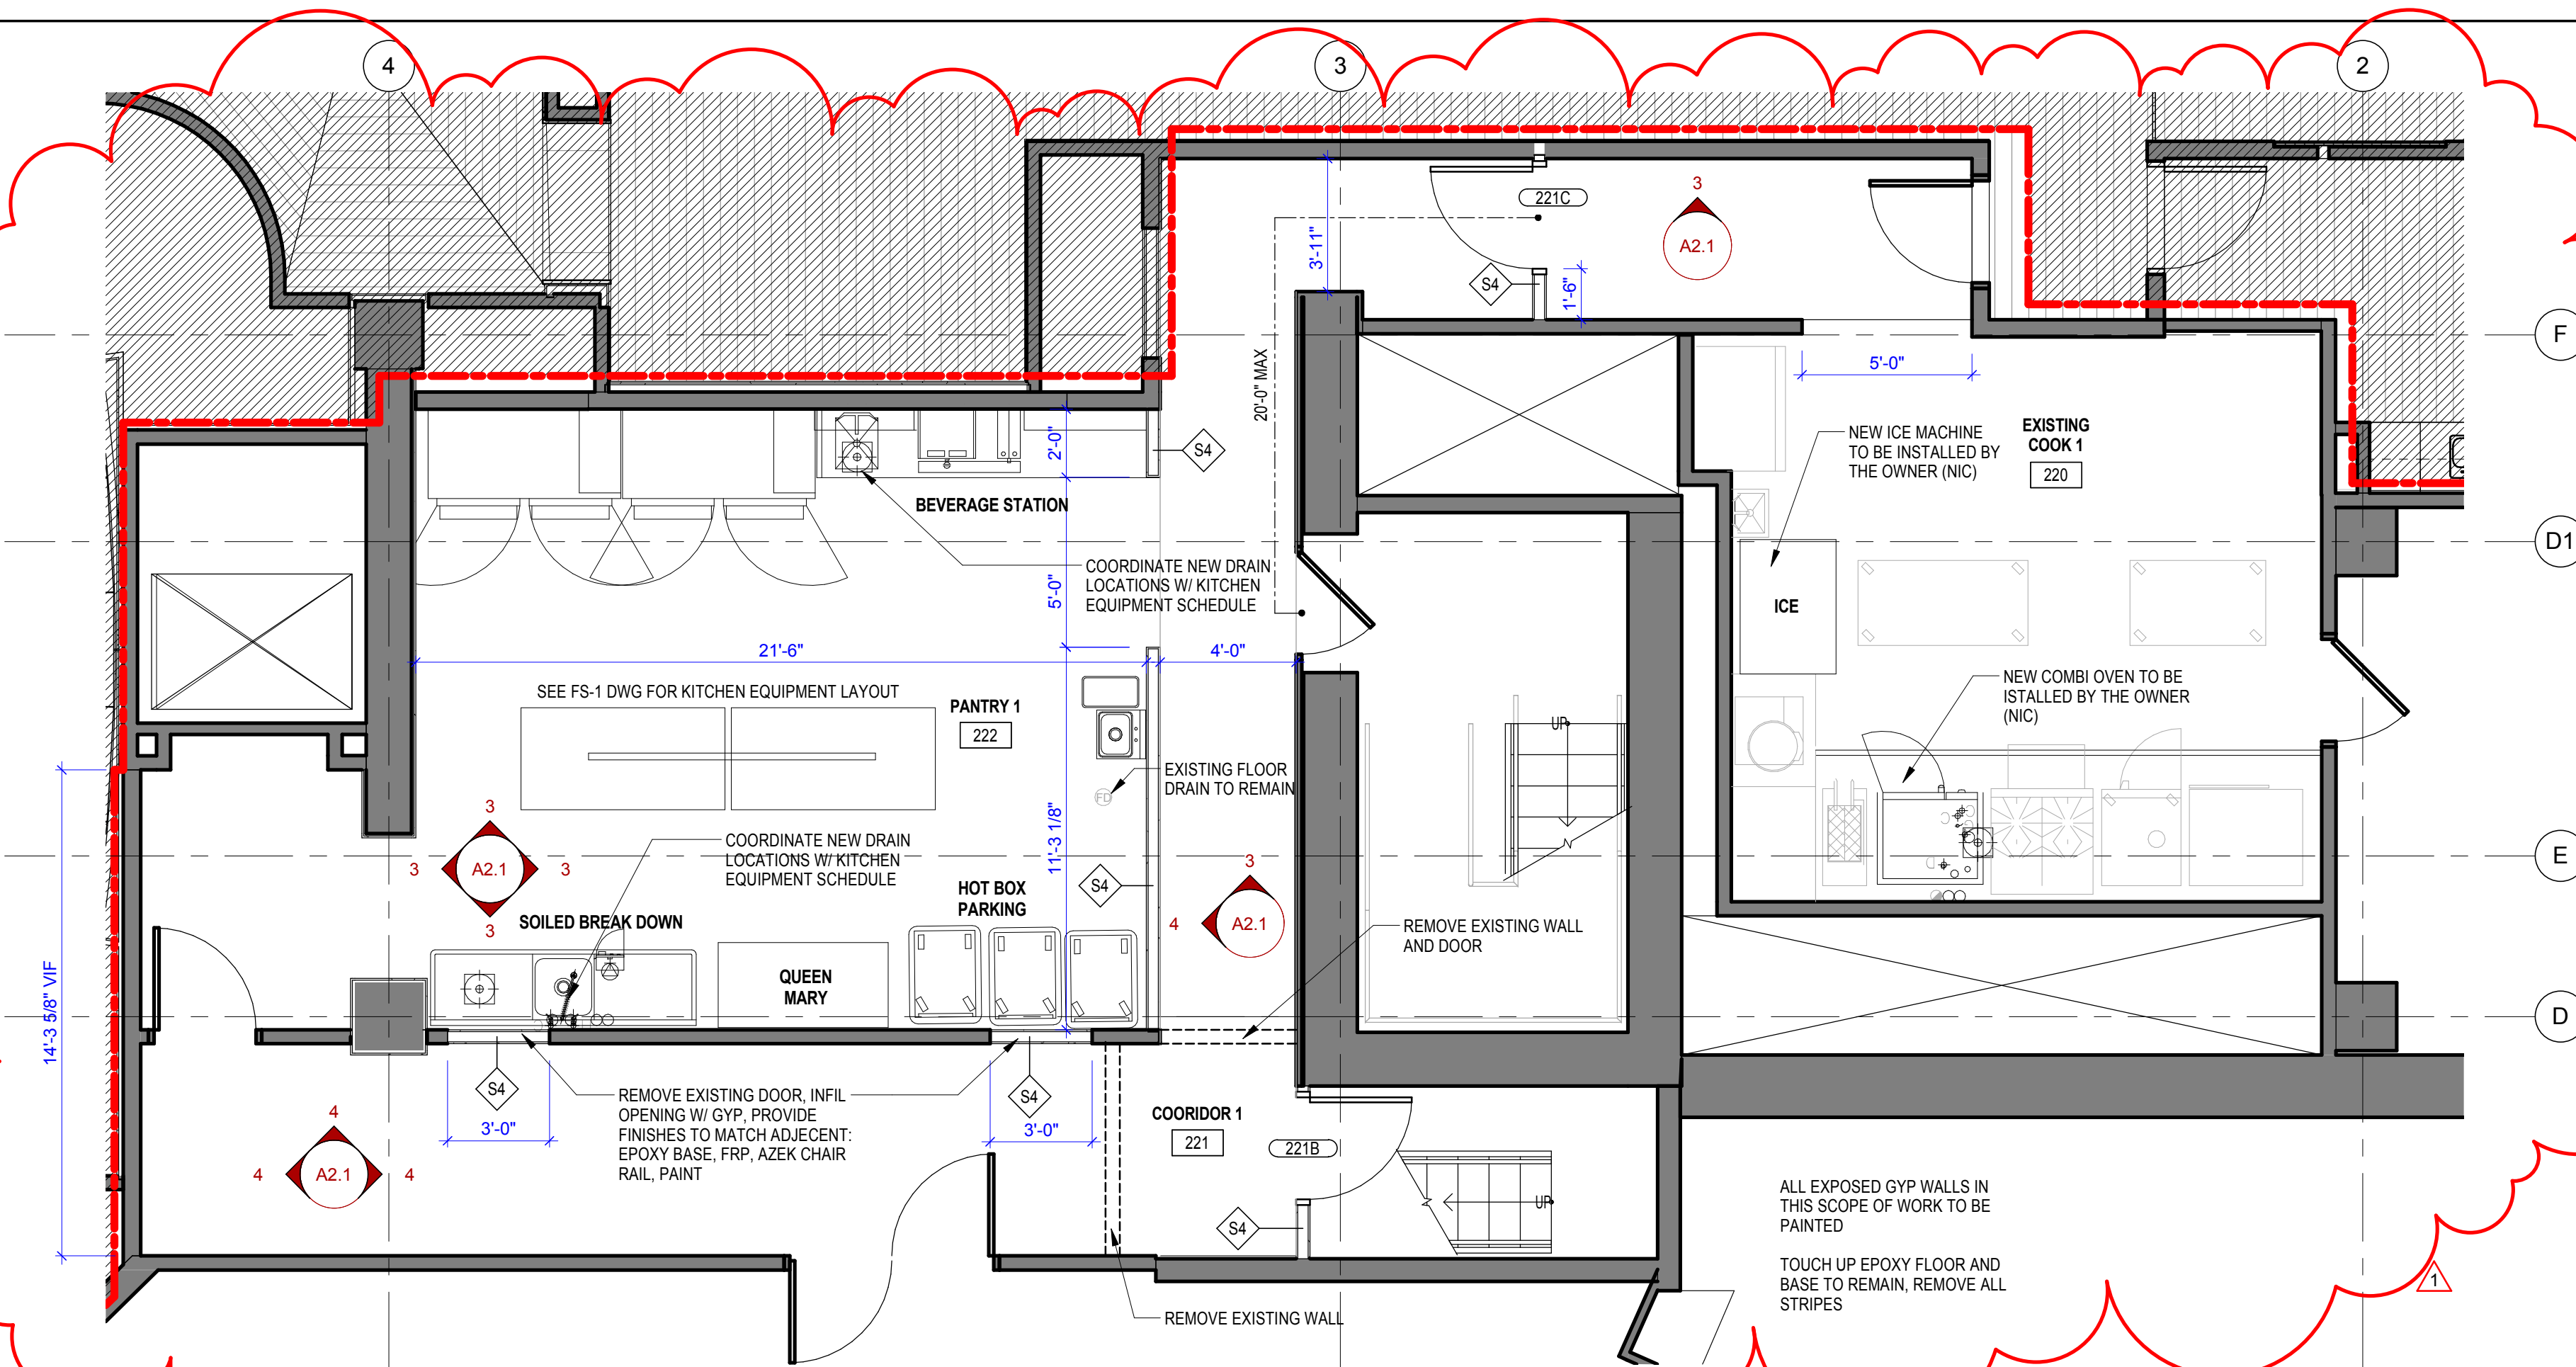 4
3
2
221C
3
A2.1
3'-11"
S4
1'-6"
F
5'-0"
20'-0" MAX
2'-0"
S4
NEW ICE MACHINE
TO BE INSTALLED BY
THE OWNER (NIC)
EXISTING
COOK 1
220
BEVERAGE STATION
D1
COORDINATE NEW DRAIN
LOCATIONS W/ KITCHEN
EQUIPMENT SCHEDULE
5'-0"
ICE
21'-6"
4'-0"
SEE FS-1 DWG FOR KITCHEN EQUIPMENT LAYOUT
PANTRY 1
222
NEW COMBI OVEN TO BE
ISTALLED BY THE OWNER
(NIC)
UP
EXISTING FLOOR
DRAIN TO REMAIN
FD
3
3
A2.1
3
3
COORDINATE NEW DRAIN
LOCATIONS W/ KITCHEN
EQUIPMENT SCHEDULE
11'-3 1/8"
E
HOT BOX
PARKING
S4
3
4
A2.1
SOILED BREAK DOWN
REMOVE EXISTING WALL
AND DOOR
QUEEN
MARY
14'-3 5/8" VIF
D
S4
3'-0"
REMOVE EXISTING DOOR, INFIL
OPENING W/ GYP, PROVIDE
FINISHES TO MATCH ADJECENT:
EPOXY BASE, FRP, AZEK CHAIR
RAIL, PAINT
S4
3'-0"
COORIDOR 1
221
221B
4
4
A2.1
4
S4
UP
ALL EXPOSED GYP WALLS IN
THIS SCOPE OF WORK TO BE
PAINTED
TOUCH UP EPOXY FLOOR AND
BASE TO REMAIN, REMOVE ALL
STRIPES
1
REMOVE EXISTING WALL